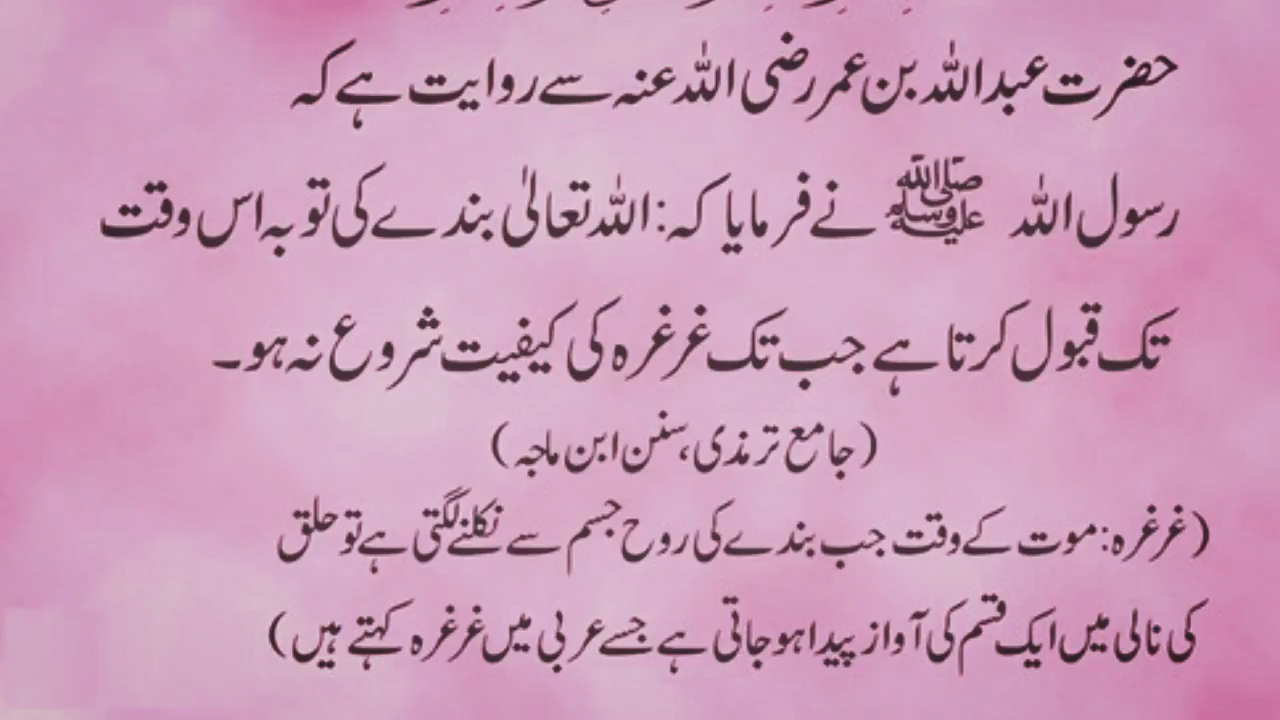 حضرت عبداللہ بن عمر رضی اللہ عنہ سے روایت ہے کہ
رسول اللہ ﷺ نے فرمایا کہ: اللہ تعالیٰ بندے کی توبہ اس وقت
تک قبول کرتا ہے جب تک غرغرہ کی کیفیت شروع نہ ہو۔
(جامع ترمذی، سنن ابن ماجہ)
(غرغرہ: موت کے وقت جب بندے کی روح جسم سے نکلنے لگتی ہے تو حلق
کی نالی میں ایک قسم کی آواز پیدا ہو جاتی ہے جسے عربی میں غرغرہ کہتے ہیں)